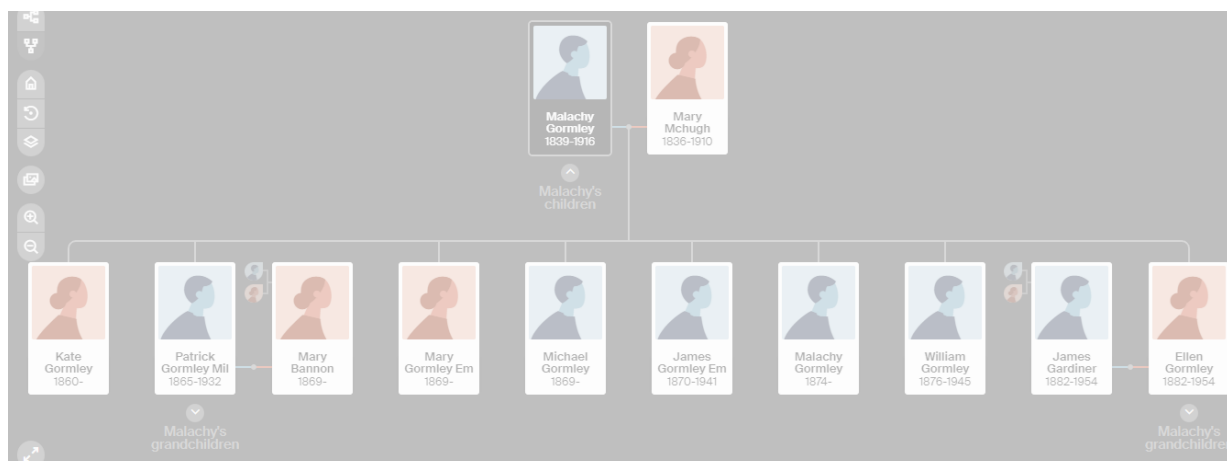 Malachy
Gormley
1839-1916
Mary
Mchugh
1836-1910
Malachy's
children
Kate
Gormley
1860-
Patrick
Gormley Mil
1865-1932
Mary
Bannon
1869-
Mary
Gormley Em
1869-
Michael
Gormley
1869-
James
Gormley Em
1870-1941
Malachy
Gormley
1874-
William
Gormley
1876-1945
James
Gardiner
1882-1954
Ellen
Gormley
1882-1954
Malachy's
grandchildren
Malachy's
grandchildren